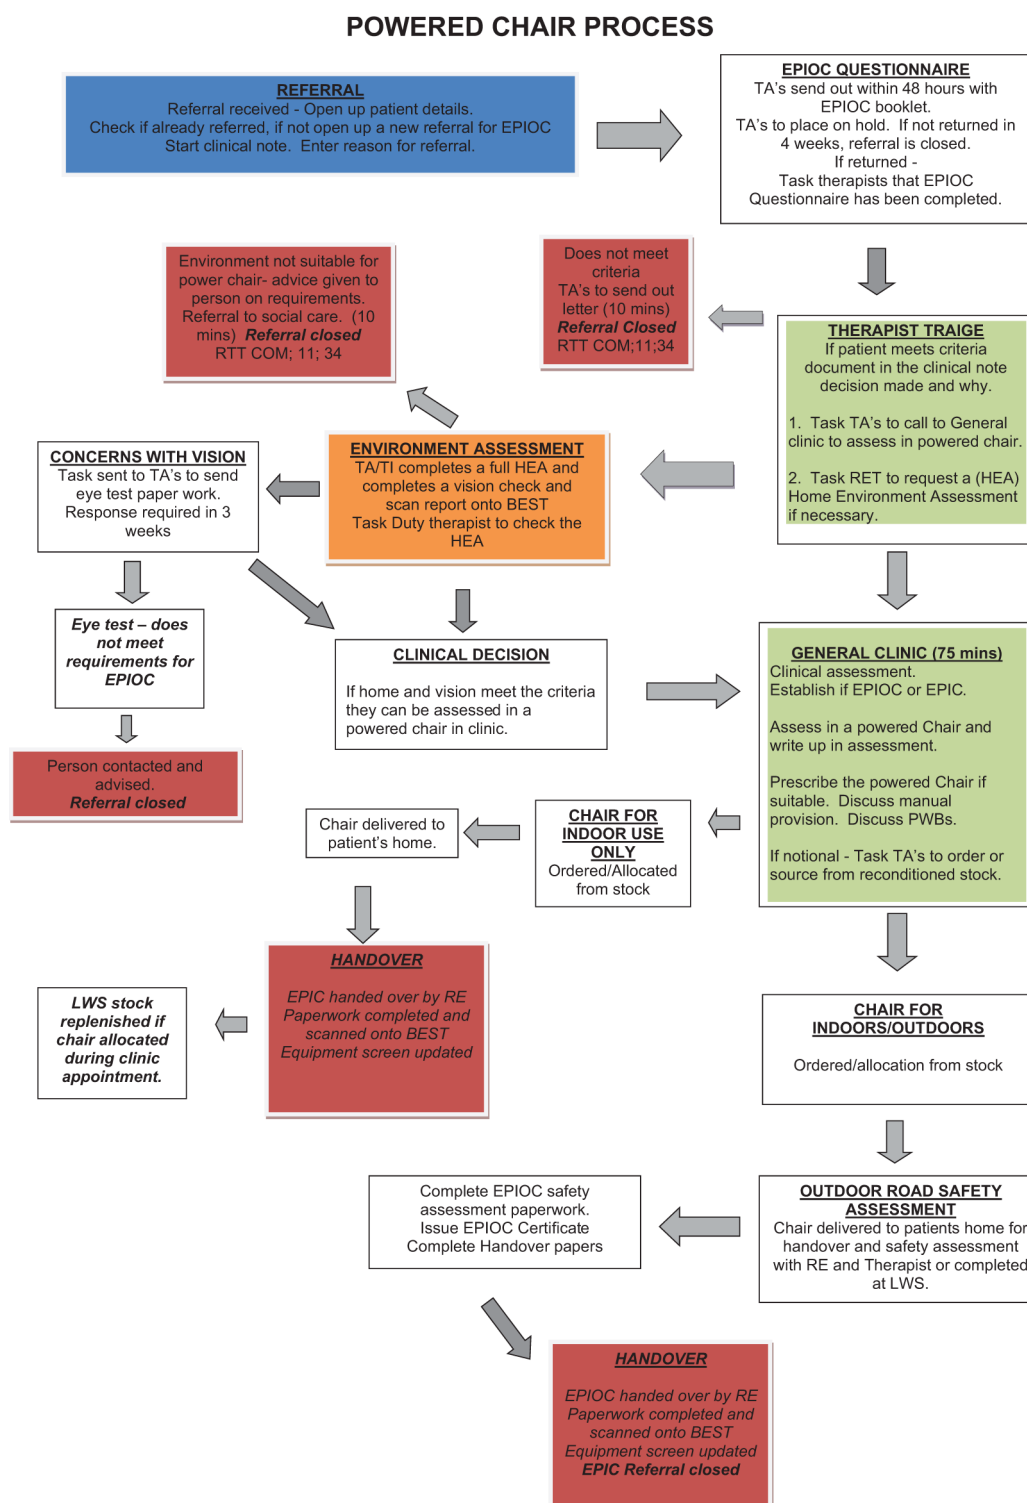 POWERED CHAIR PROCESS
REFERRAL
Referral received - Open up patient details.
Check if already referred, if not open up a new referral for EPIOC
Start clinical note.  Enter reason for referral.
EPIOC QUESTIONNAIRE
TA's send out within 48 hours with
EPIOC booklet.
TA's to place on hold.  If not returned in
4 weeks, referral is closed.
If returned -
Task therapists that EPIOC
Questionnaire has been completed.
Environment not suitable for
power chair- advice given to
person on requirements.
Referral to social care.  (10
mins)  Referral closed
RTT COM; 11; 34
Does not meet
criteria
TA's to send out
letter (10 mins)
Referral Closed
RTT COM;11;34
THERAPIST TRAIGE
If patient meets criteria
document in the clinical note
decision made and why.
1.  Task TA's to call to General
clinic to assess in powered chair.
2.  Task RET to request a (HEA)
Home Environment Assessment
if necessary.
ENVIRONMENT ASSESSMENT
TA/TI completes a full HEA and
completes a vision check and
scan report onto BEST
Task Duty therapist to check the
HEA
CONCERNS WITH VISION
Task sent to TA's to send
eye test paper work.
Response required in 3
weeks
Eye test – does
not meet
requirements for
EPIOC
Person contacted and
advised.
Referral closed
CLINICAL DECISION
If home and vision meet the criteria
they can be assessed in a
powered chair in clinic.
GENERAL CLINIC (75 mins)
Clinical assessment.
Establish if EPIOC or EPIC.
Assess in a powered Chair and
write up in assessment.
Prescribe the powered Chair if
suitable.  Discuss manual
provision.  Discuss PWBs.
If notional - Task TA's to order or
source from reconditioned stock.
CHAIR FOR
INDOOR USE
ONLY
Ordered/Allocated
from stock
Chair delivered to
patient's home.
HANDOVER
EPIC handed over by RE
Paperwork completed and
scanned onto BEST
Equipment screen updated
LWS stock
replenished if
chair allocated
during clinic
appointment.
CHAIR FOR
INDOORS/OUTDOORS
Ordered/allocation from stock
OUTDOOR ROAD SAFETY
ASSESSMENT
Chair delivered to patients home for
handover and safety assessment
with RE and Therapist or completed
at LWS.
Complete EPIOC safety
assessment paperwork.
Issue EPIOC Certificate
Complete Handover papers
HANDOVER
EPIOC handed over by RE
Paperwork completed and
scanned onto BEST
Equipment screen updated
EPIC Referral closed